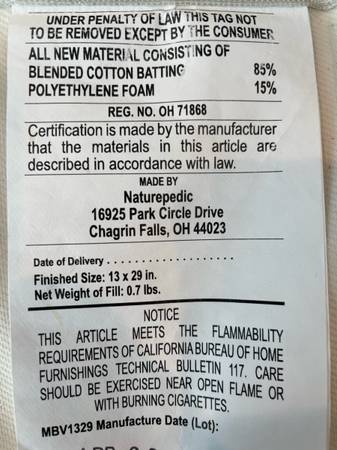 UNDER PENALTY OF LAW THIS TAG NOT
TO BE REMOVED EXCEPT BY THE CONSUMER
ALL NEW MATERIAL CONSISTING OF
BLENDED COTTON BATTING 85%
POLYETHYLENE FOAM 15%
REG. NO. OH 71868
Certification is made by the manufacturer
that the materials in this article are
described in accordance with law.
MADE BY
Naturepedic
16925 Park Circle Drive
Chagrin Falls, OH 44023
Date of Delivery . . . . . . . . . . . . . . . . . . .
Finished Size: 13 x 29 in.
Net Weight of Fill: 0.7 lbs.
NOTICE
THIS ARTICLE MEETS THE FLAMMABILITY
REQUIREMENTS OF CALIFORNIA BUREAU OF HOME
FURNISHINGS TECHNICAL BULLETIN 117. CARE
SHOULD BE EXERCISED NEAR OPEN FLAME OR
WITH BURNING CIGARETTES.
MBV1329 Manufacture Date (Lot):